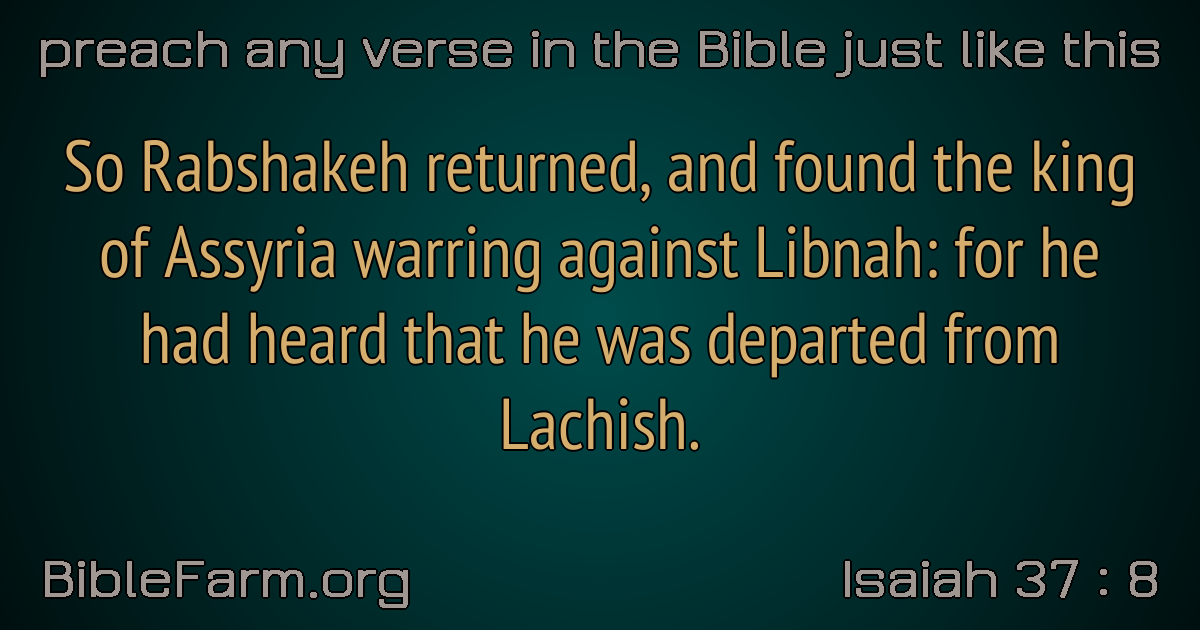 preach any verse in the Bible just like this
So Rabshakeh returned, and found the king
of Assyria warring against Libnah: for he
had heard that he was departed from
Lachish.
BibleFarm.org
Isaiah 37 : 8